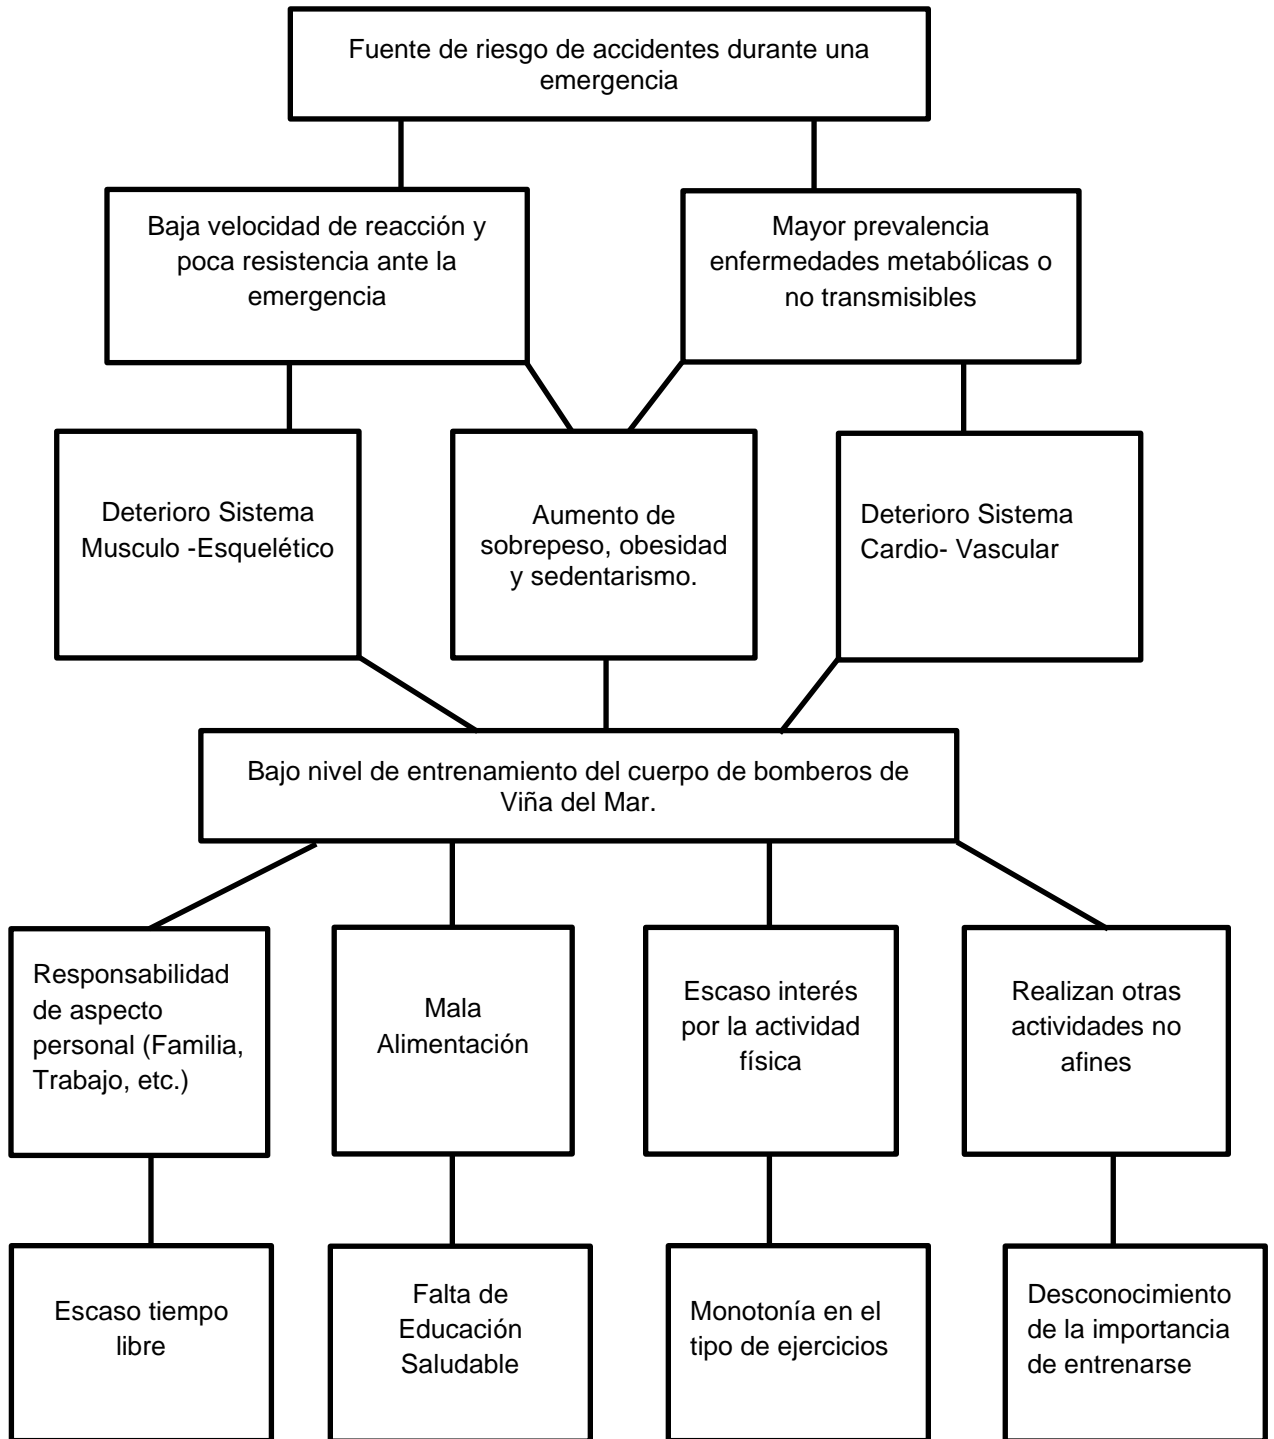 Fuente de riesgo de accidentes durante una
emergencia
Baja velocidad de reacción y
poca resistencia ante la
emergencia
Mayor prevalencia
enfermedades metabólicas o
no transmisibles
Deterioro Sistema
Musculo -Esquelético
Aumento de
sobrepeso, obesidad
y sedentarismo.
Deterioro Sistema
Cardio- Vascular
Bajo nivel de entrenamiento del cuerpo de bomberos de
Viña del Mar.
Responsabilidad
de aspecto
personal (Familia,
Trabajo, etc.)
Mala
Alimentación
Escaso interés
por la actividad
física
Realizan otras
actividades no
afines
Escaso tiempo
libre
Falta de
Educación
Saludable
Monotonía en el
tipo de ejercicios
Desconocimiento
de la importancia
de entrenarse